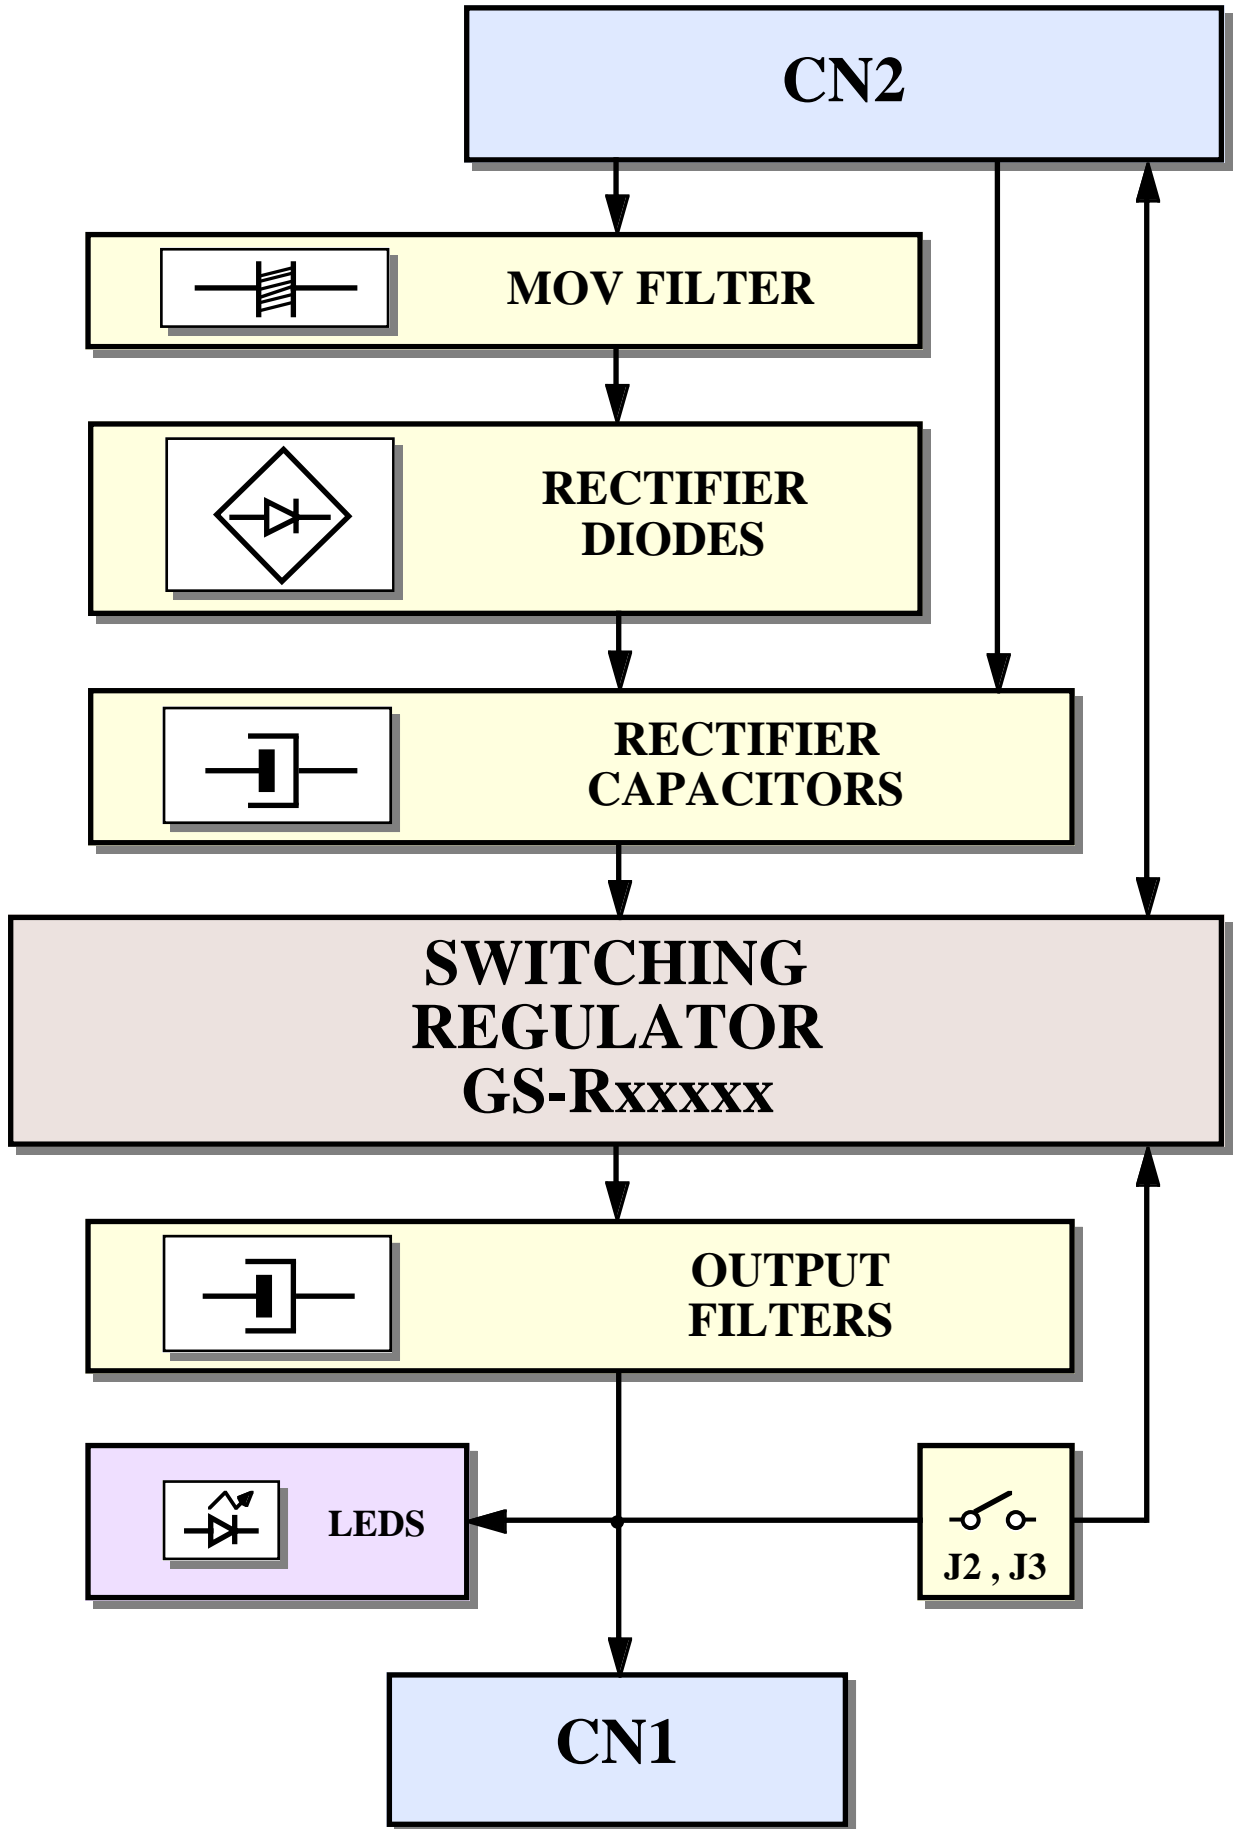 CN2
MOV FILTER
RECTIFIER
DIODES
RECTIFIER
CAPACITORS
SWITCHING
REGULATOR
GS-Rxxxxx
OUTPUT
FILTERS
LEDS
J2 , J3
CN1